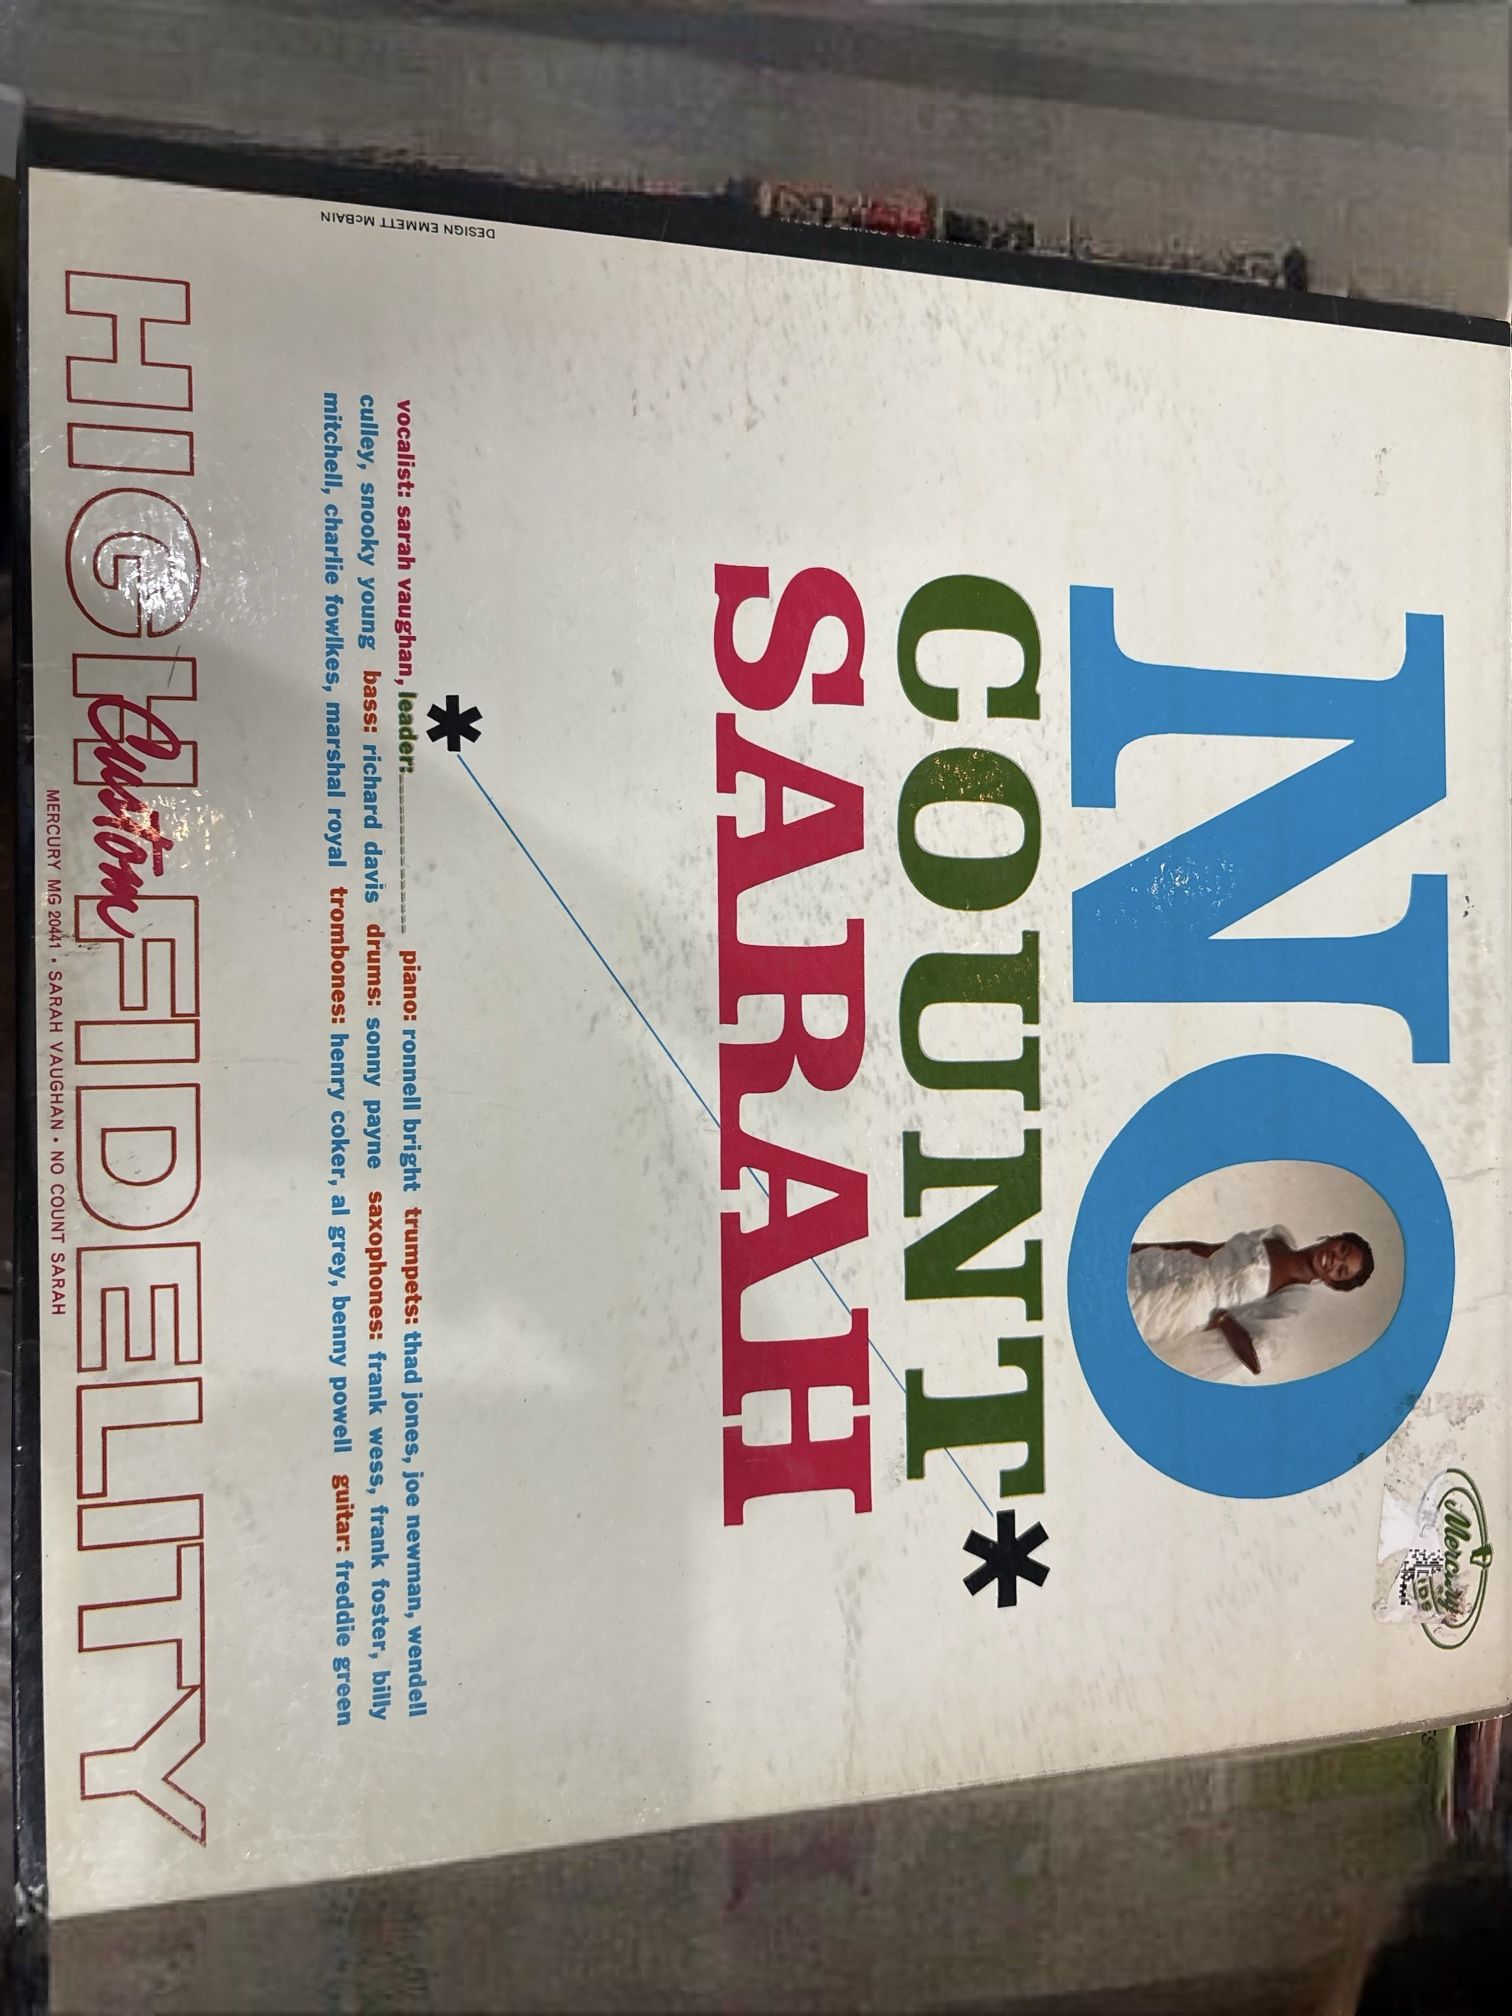 Mercury
NO
COUNT*
SARAH
*
vocalist: sarah vaughan, leader:_____________ piano: ronnell bright trumpets: thad jones, joe newman, wendell
culley, snooky young bass: richard davis drums: sonny payne saxophones: frank wess, frank foster, billy
mitchell, charlie fowlkes, marshal royal trombones: henry coker, al grey, benny powell guitar: freddie green
DESIGN EMMETT McBAIN
HIGH FIDELITY
Custom
MERCURY MG 20441 • SARAH VAUGHAN • NO COUNT SARAH